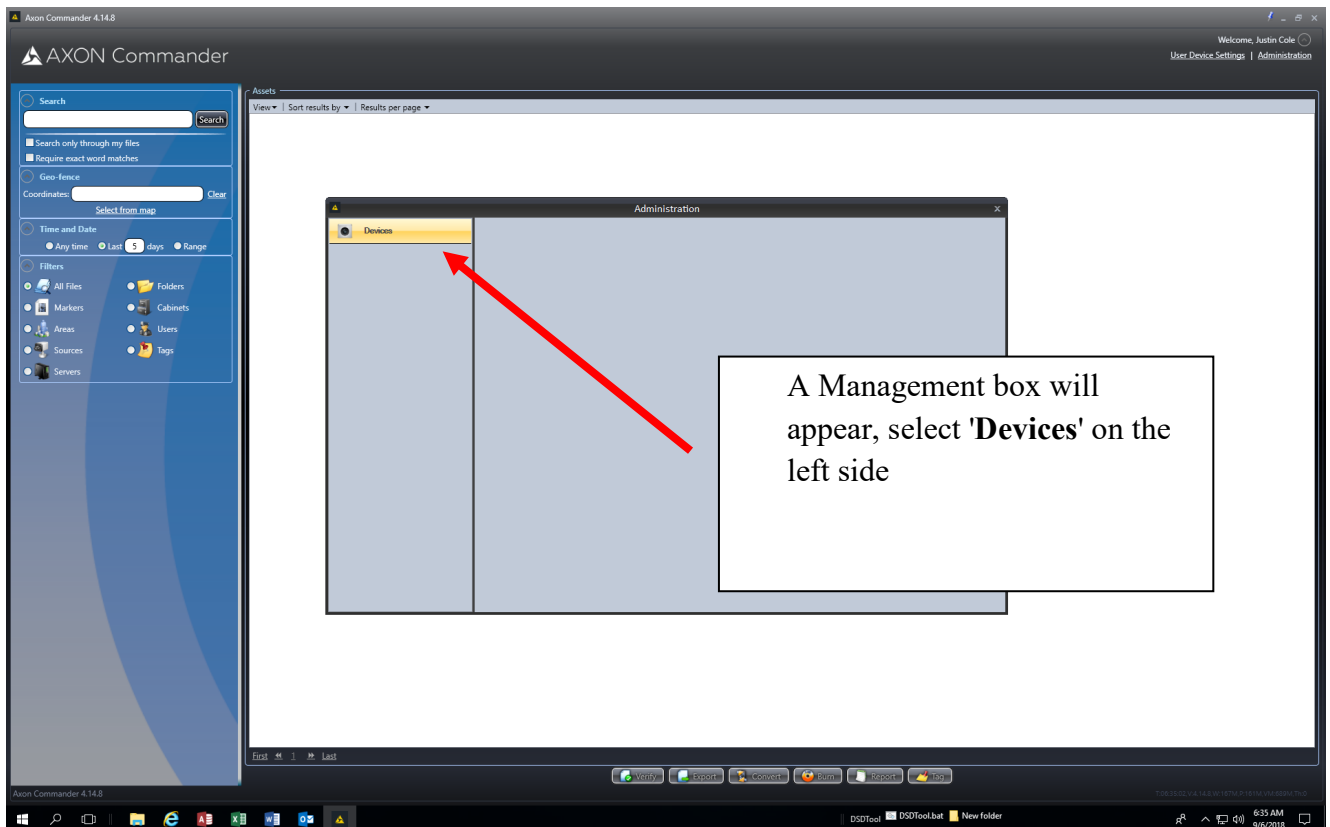 Axon Commander 4.14.8
AXON Commander
Welcome, Justin Cole
User Device Settings | Administration
Search
Search
Search only through my files
Require exact word matches
Geo-fence
Coordinates:
Clear
Select from map
Time and Date
Any time Last 5 days Range
Filters
All Files Folders
Markers Cabinets
Areas Users
Sources Tags
Servers
Assets
View | Sort results by | Results per page
Administration
x
Devices
A Management box will
appear, select 'Devices' on the
left side
First 1 Last
Verify Export Convert Burn Report Tag
Axon Commander 4.14.8
DSDTool DSDTool.bat New folder
6:35 AM
9/6/2018